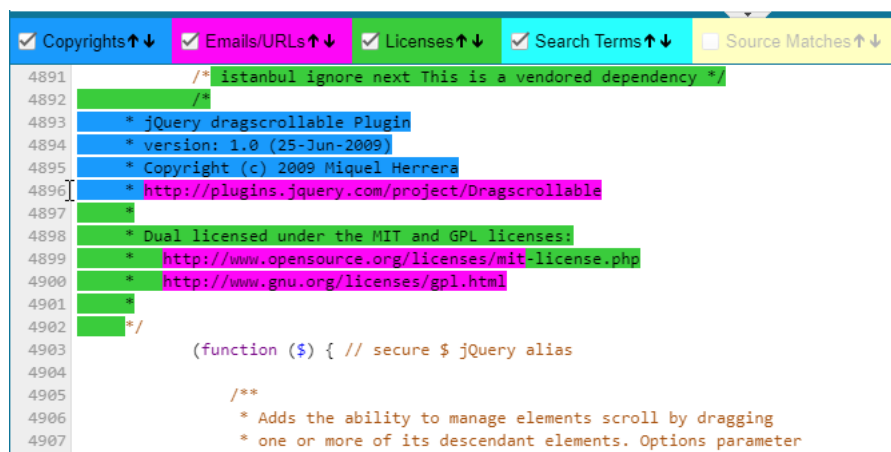 Copyrights↑↓ Emails/URLs↑↓ Licenses↑↓ Search Terms↑↓ Source Matches↑↓
4891 /* istanbul ignore next This is a vendored dependency */
4892 /*
4893 * jQuery dragscrollable Plugin
4894 * version: 1.0 (25-Jun-2009)
4895 * Copyright (c) 2009 Miquel Herrera
4896 * http://plugins.jquery.com/project/Dragscrollable
4897 *
4898 * Dual licensed under the MIT and GPL licenses:
4899 * http://www.opensource.org/licenses/mit-license.php
4900 * http://www.gnu.org/licenses/gpl.html
4901 *
4902 */
4903 (function ($) { // secure $ jQuery alias
4904
4905 /**
4906 * Adds the ability to manage elements scroll by dragging
4907 * one or more of its descendant elements. Options parameter